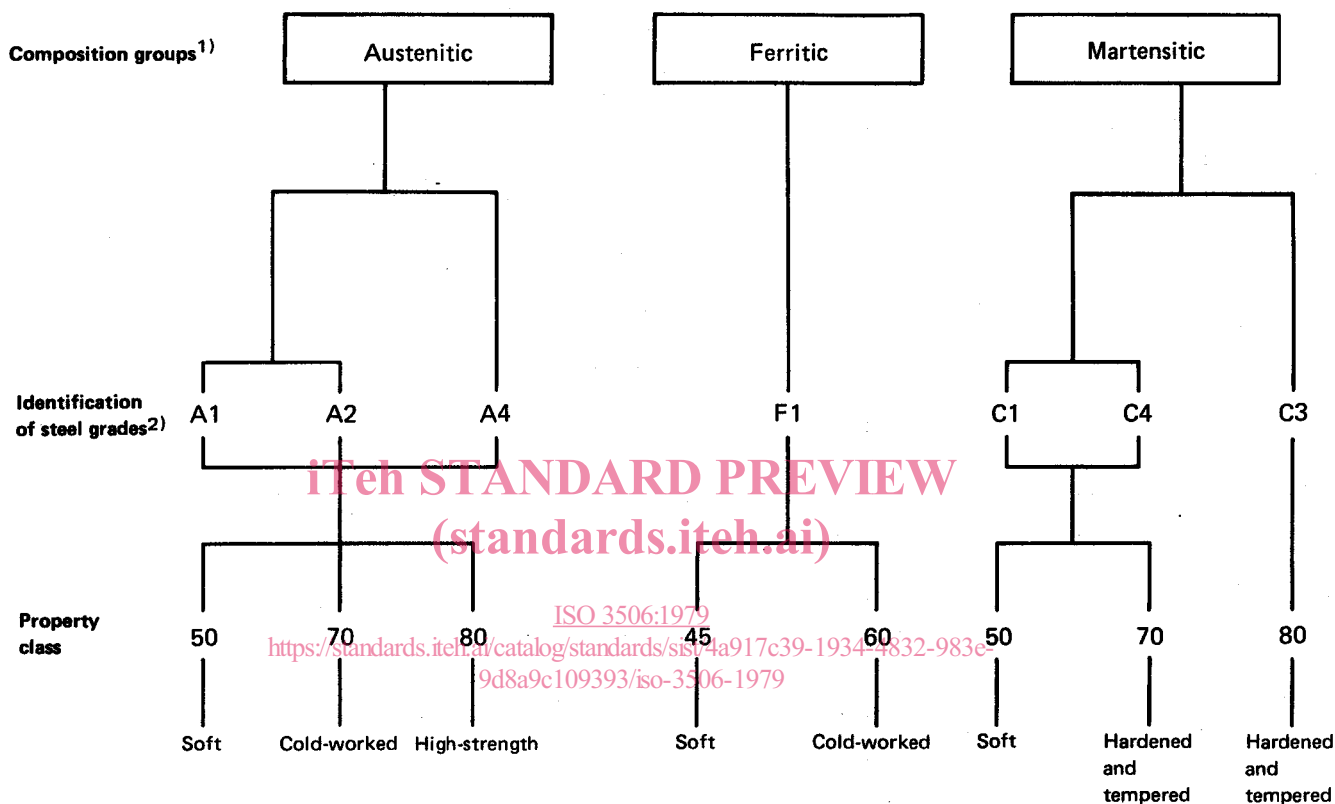 Composition groups1)
Austenitic
Ferritic
Martensitic
Identification
of steel grades2)
A1
A2
A4
F1
C1
C4
C3
iTeh STANDARD PREVIEW
(standards.iteh.ai)
Property
class
ISO 3506:1979
50
70
80
45
60
50
70
80
https://standards.iteh.ai/catalog/standards/sist/4a917c39-1934-4832-983e-
9d8a9c109393/iso-3506-1979
Soft
Cold-worked
High-strength
Soft
Cold-worked
Soft
Hardened
and
tempered
Hardened
and
tempered